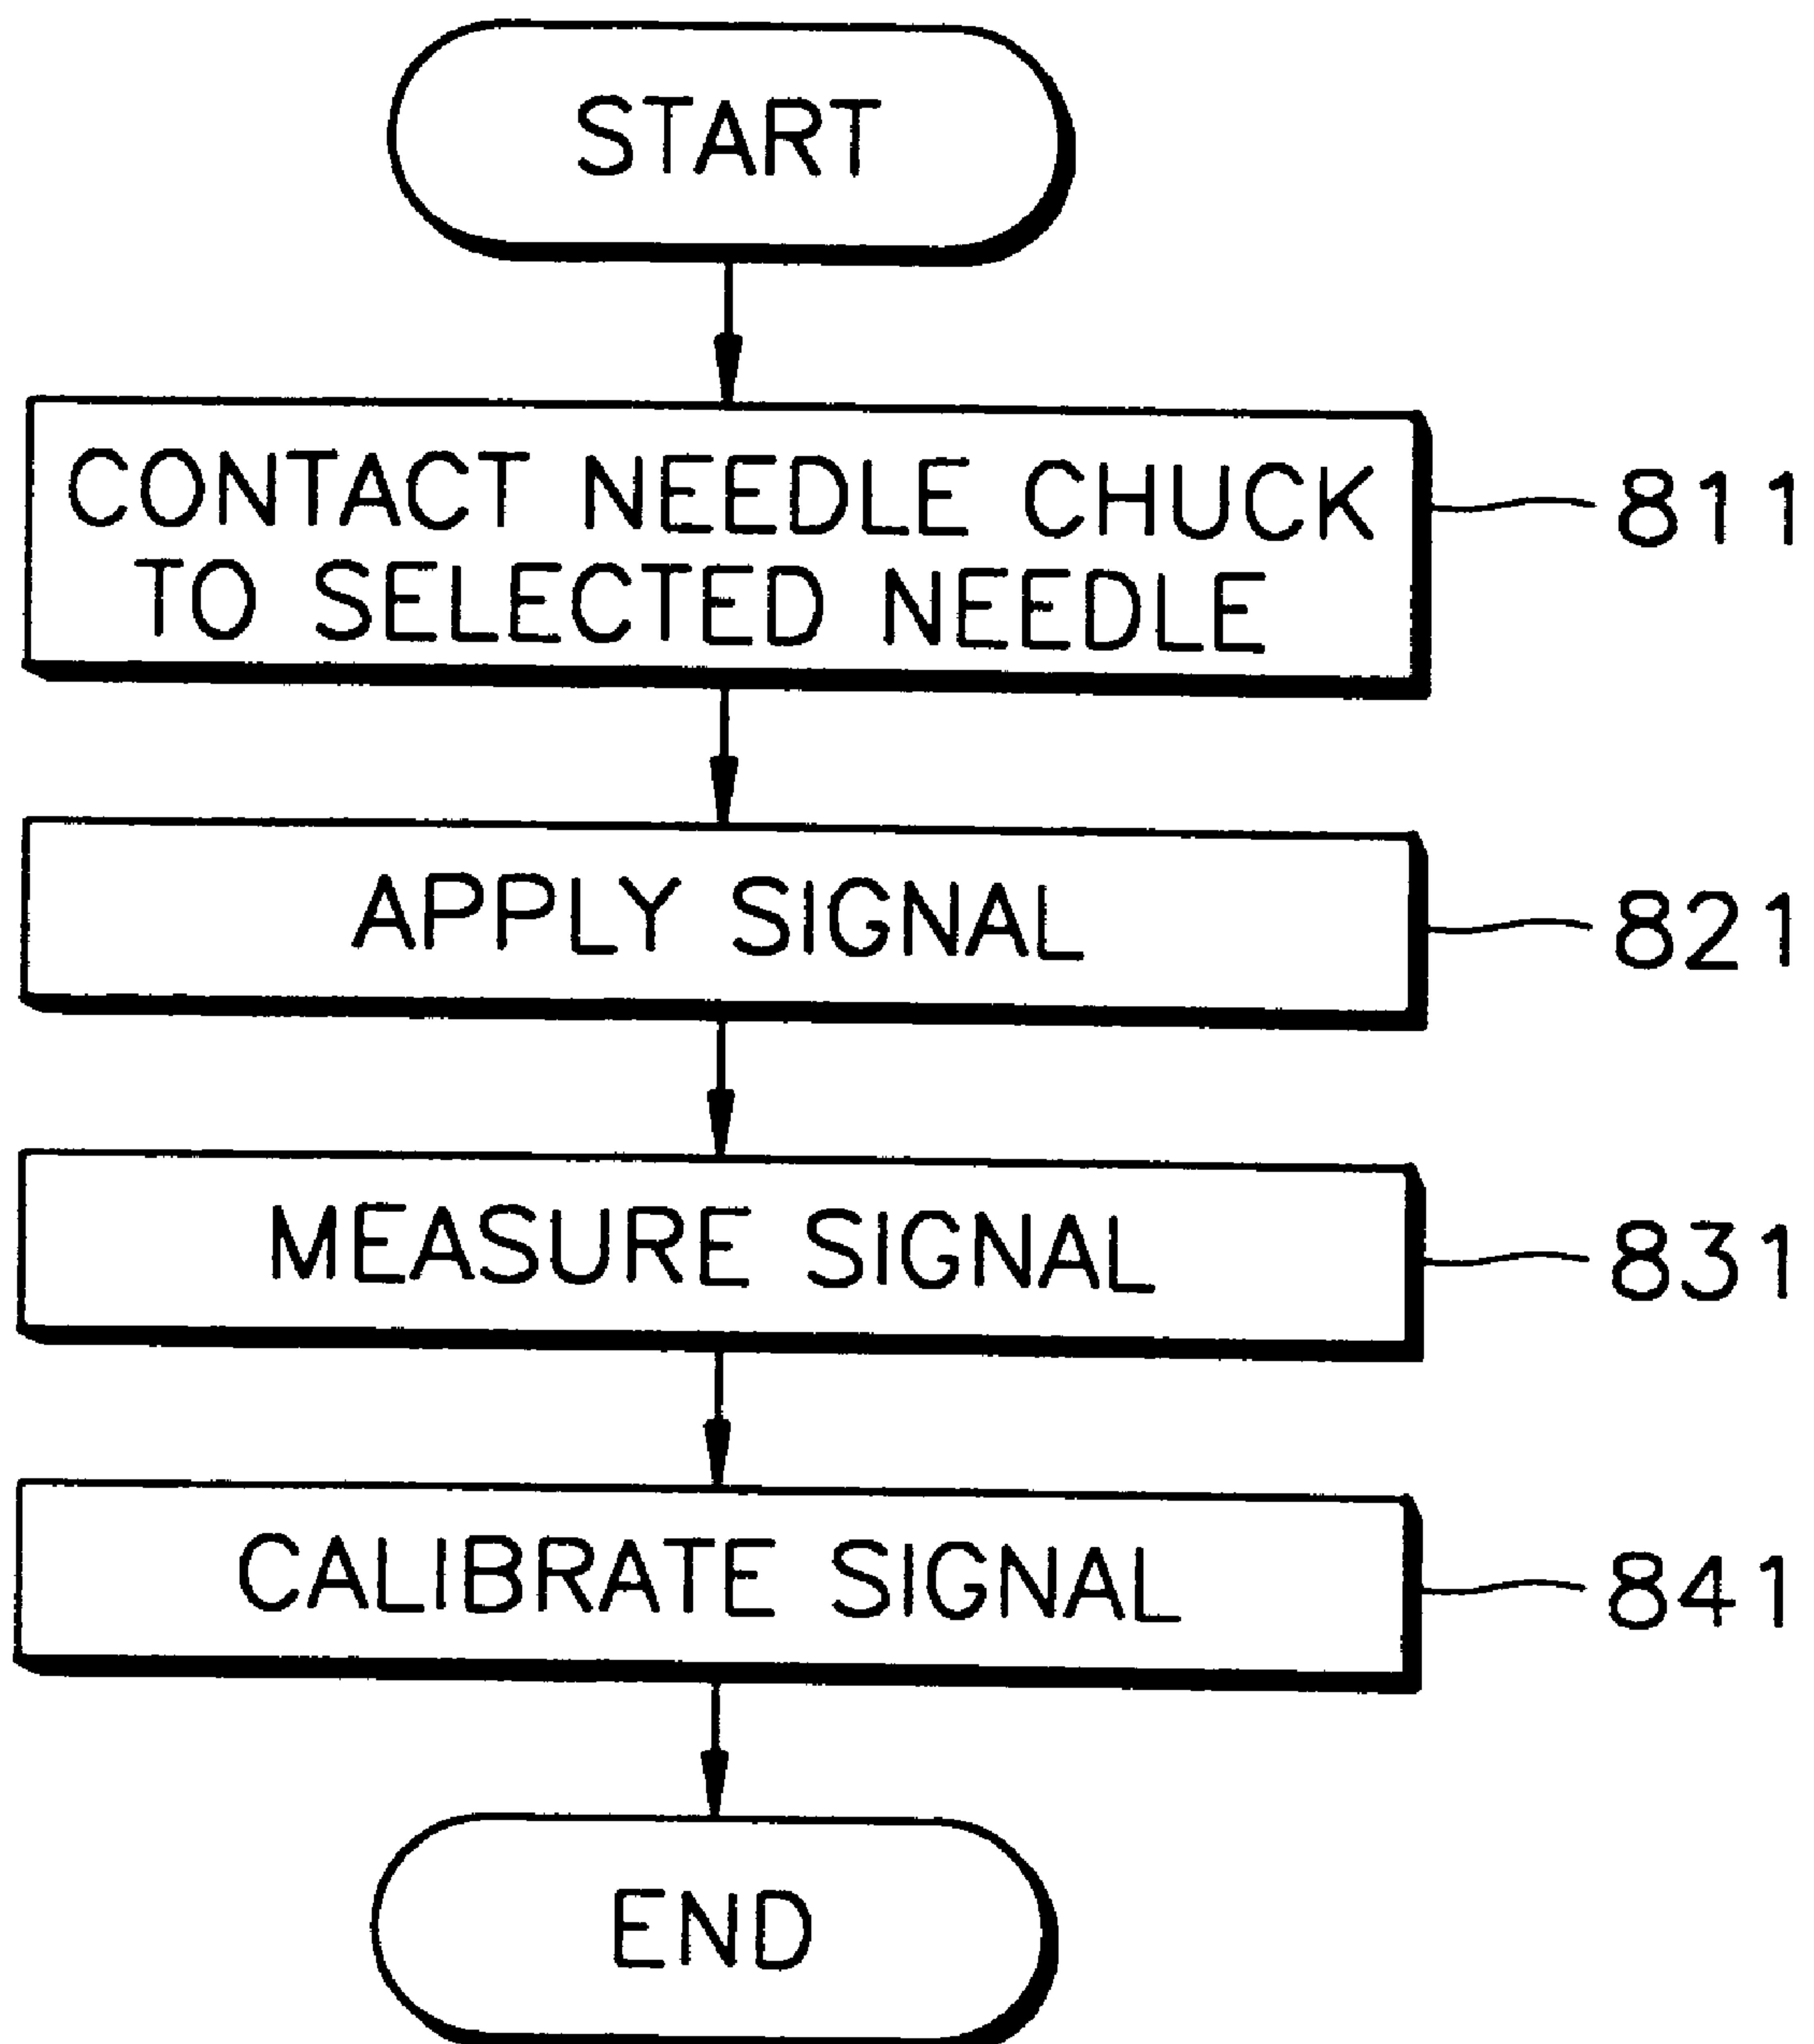 START
CONTACT NEEDLE CHUCK
TO SELECTED NEEDLE
811
APPLY SIGNAL
821
MEASURE SIGNAL
831
CALIBRATE SIGNAL
841
END